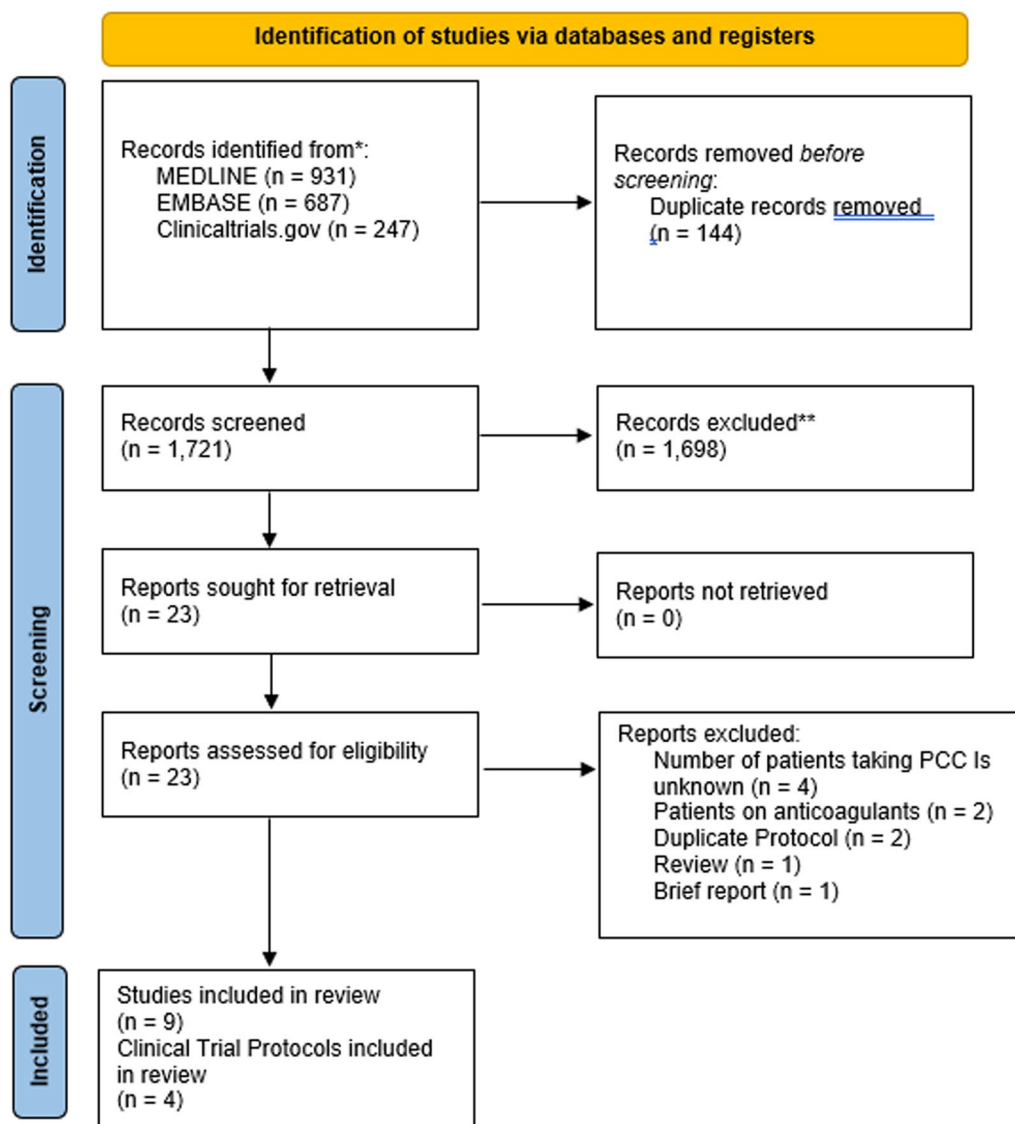 Identification of studies via databases and registers
Identification
Records identified from*:
MEDLINE (n = 931)
EMBASE (n = 687)
Clinicaltrials.gov (n = 247)
Records removed before
screening:
Duplicate records removed
(n = 144)
Screening
Records screened
(n = 1,721)
Records excluded**
(n = 1,698)
Reports sought for retrieval
(n = 23)
Reports not retrieved
(n = 0)
Reports assessed for eligibility
(n = 23)
Reports excluded:
Number of patients taking PCC Is
unknown (n = 4)
Patients on anticoagulants (n = 2)
Duplicate Protocol (n = 2)
Review (n = 1)
Brief report (n = 1)
Included
Studies included in review
(n = 9)
Clinical Trial Protocols included
in review
(n = 4)